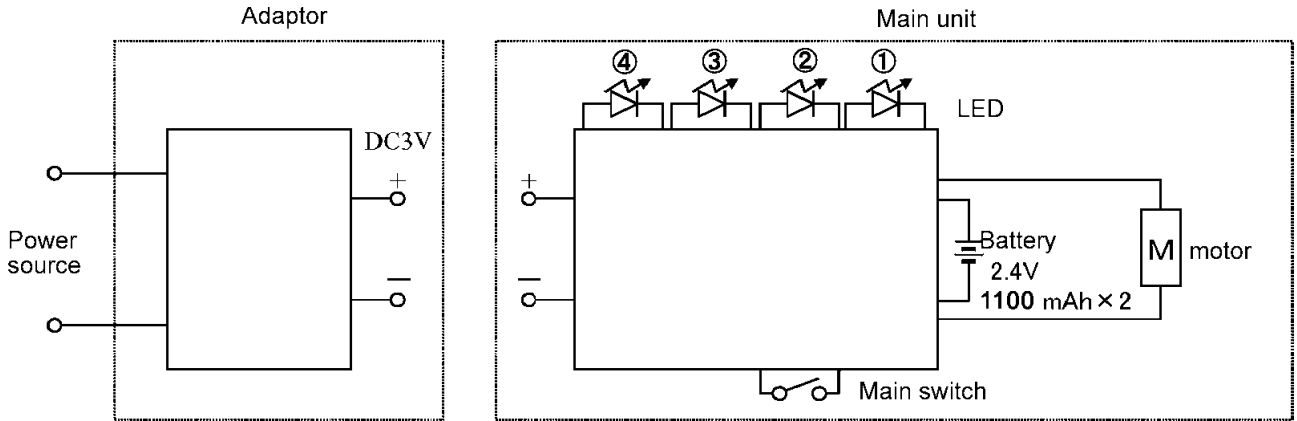 Adaptor
Main unit
④ ③ ② ①
LED
DC3V
+
+
Power
source
Battery
M motor
2.4V
1100 mAh × 2
−
−
Main switch